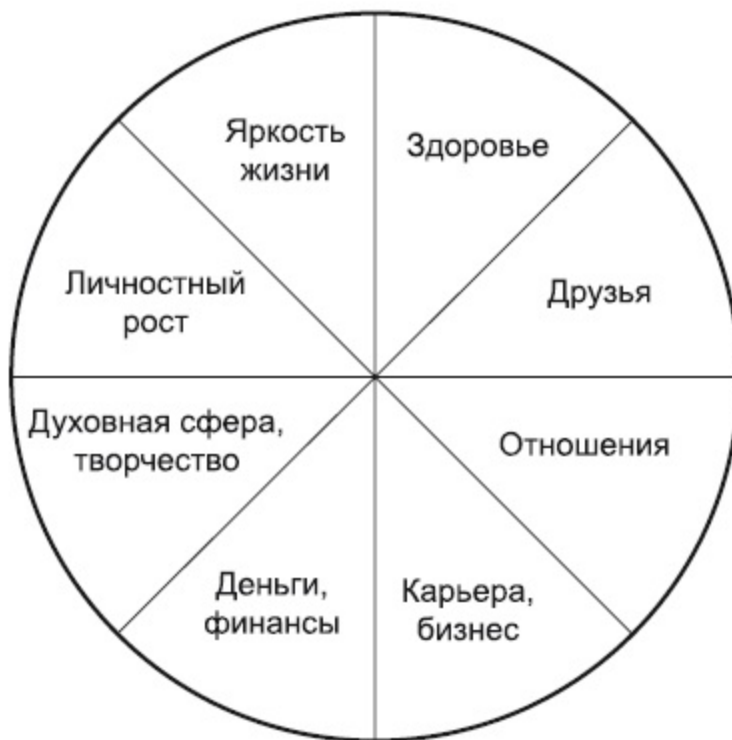 Яркость
жизни
Здоровье
Личностный
рост
Друзья
Духовная сфера,
творчество
Отношения
Деньги,
финансы
Карьера,
бизнес